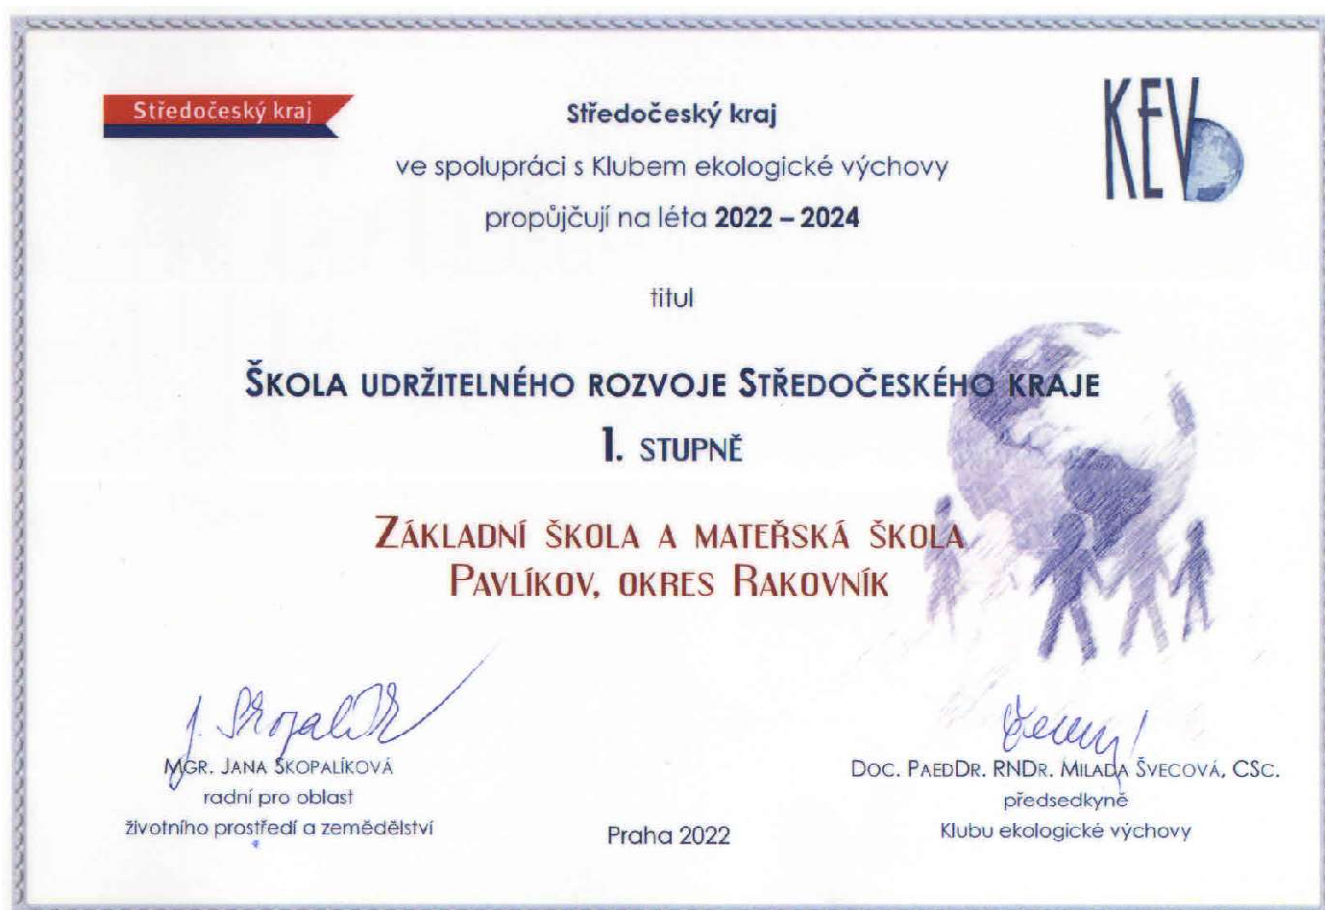 Středočeský kraj
KEV
Středočeský kraj
ve spolupráci s Klubem ekologické výchovy
propůjčují na léta 2022 – 2024
titul
ŠKOLA UDRŽITELNÉHO ROZVOJE STŘEDOČESKÉHO KRAJE
1. STUPNĚ
ZÁKLADNÍ ŠKOLA A MATEŘSKÁ ŠKOLA
PAVLÍKOV, OKRES RAKOVNÍK
J. Skopalík
MGR. JANA SKOPALÍKOVÁ
radní pro oblast
životního prostředí a zemědělství
Praha 2022
DOC. PAEDDR. RNDR. MILADA ŠVECOVÁ, CSC.
předsedkyně
Klubu ekologické výchovy